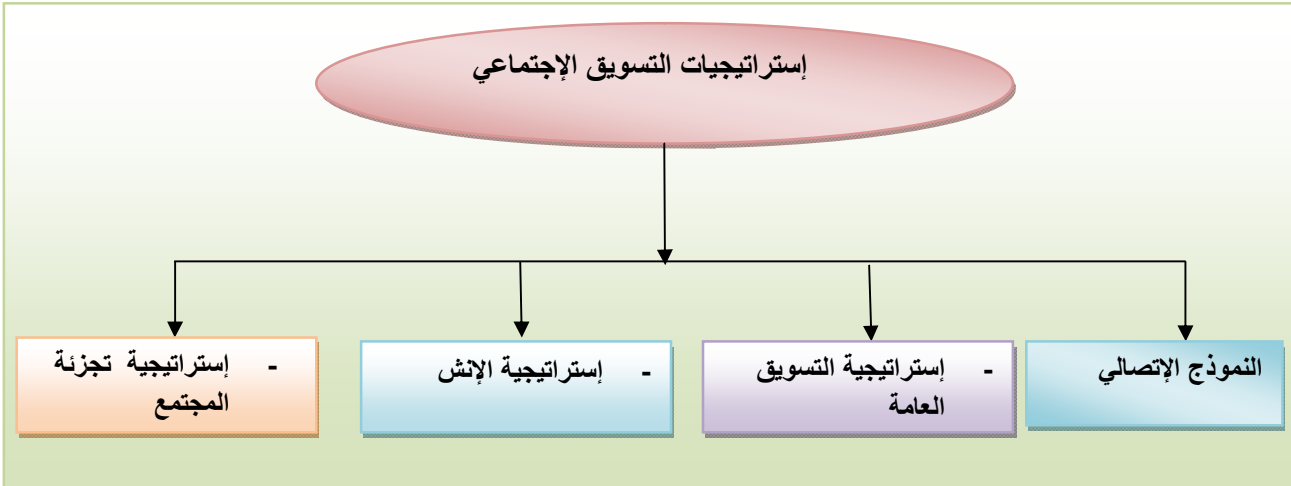 إستراتيجيات التسويق الإجتماعي
النموذج الإتصالي
- إستراتيجية التسويق
العامة
- إستراتيجية الإنش
- إستراتيجية تجزئة
المجتمع